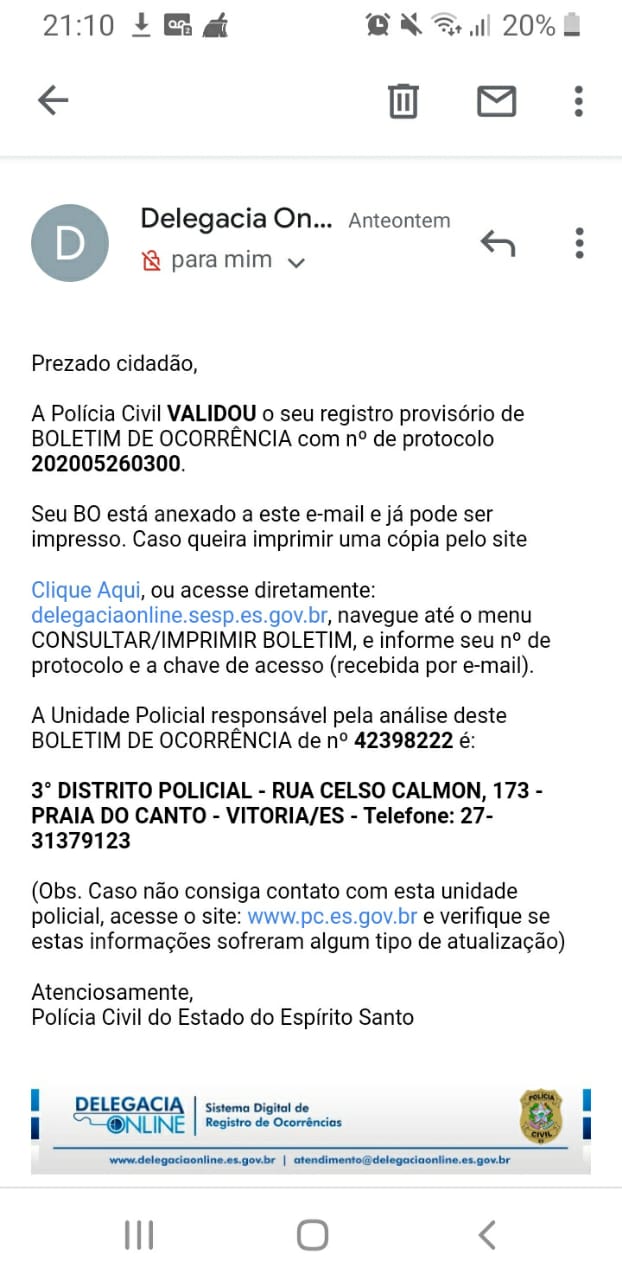 21:10
20%
D
Delegacia On... Anteontem
para mim
Prezado cidadão,
A Polícia Civil VALIDOU o seu registro provisório de
BOLETIM DE OCORRÊNCIA com nº de protocolo
202005260300.
Seu BO está anexado a este e-mail e já pode ser
impresso. Caso queira imprimir uma cópia pelo site
Clique Aqui, ou acesse diretamente:
delegaciaonline.sesp.es.gov.br, navegue até o menu
CONSULTAR/IMPRIMIR BOLETIM, e informe seu nº de
protocolo e a chave de acesso (recebida por e-mail).
A Unidade Policial responsável pela análise deste
BOLETIM DE OCORRÊNCIA de nº 42398222 é:
3° DISTRITO POLICIAL - RUA CELSO CALMON, 173 -
PRAIA DO CANTO - VITORIA/ES - Telefone: 27-
31379123
(Obs. Caso não consiga contato com esta unidade
policial, acesse o site: www.pc.es.gov.br e verifique se
estas informações sofreram algum tipo de atualização)
Atenciosamente,
Polícia Civil do Estado do Espírito Santo
DELEGACIA
ONLINE
Sistema Digital de
Registro de Ocorrências
POLÍCIA
CIVIL
www.delegaciaonline.es.gov.br | atendimento@delegaciaonline.es.gov.br